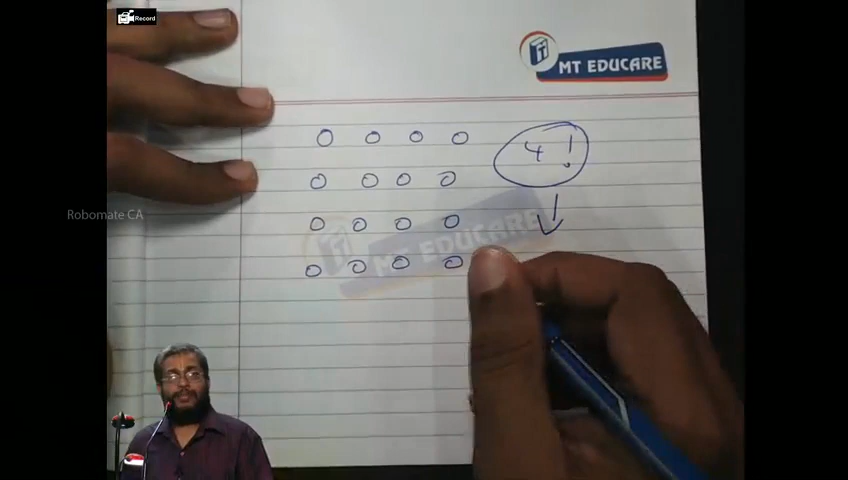 Record
MT EDUCARE
O O O O 4 !
O O O O
Robomate CA
O O O O
MT EDUCARE
O O O O